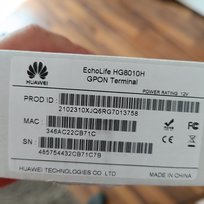 EchoLife HG8010H
GPON Terminal
HUAWEI
POWER RATING 12V
PROD ID :
2102310XJQ6RG7013758
MAC :
346AC22CB71C
SN :
485754432CB71C7B
HUAWEI TECHNOLOGIES CO LTD
MADE IN